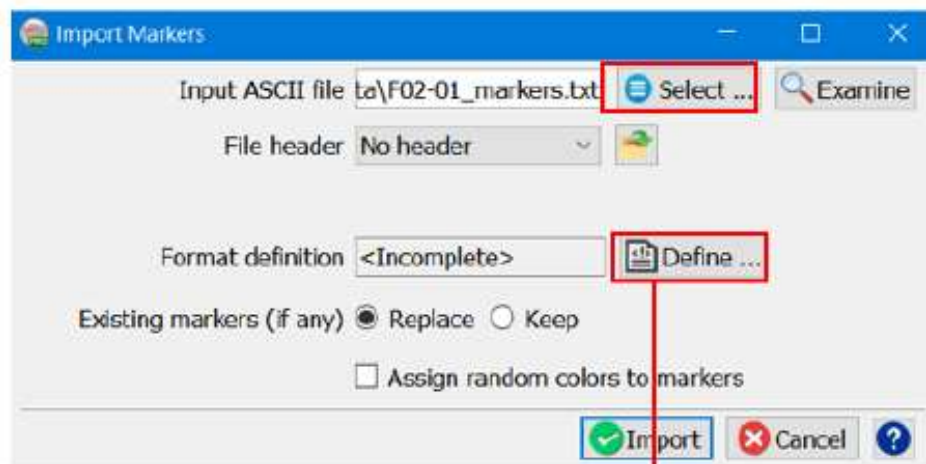 Import Markers
Input ASCII file ta\F02-01_markers.txt Select ... Examine
File header No header
Format definition <Incomplete> Define ...
Existing markers (if any) Replace Keep
Assign random colors to markers
Import Cancel ?